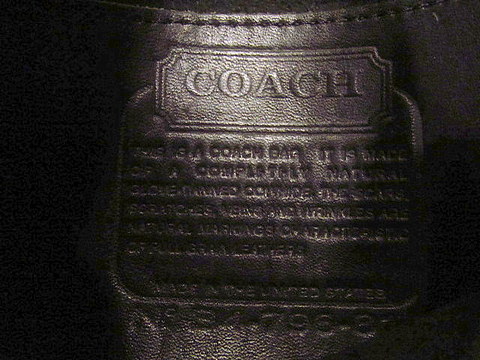 COACH
THIS IS A COACH BAG. IT IS MADE
OF A COMPLETELY NATURAL
GLOVE TANNED COWHIDE. THE SCARS,
SCRATCHES, VEINS AND WRINKLES ARE
NATURAL MARKINGS CHARACTERISTIC
OF FULL GRAIN LEATHERS.
MADE IN THE UNITED STATES